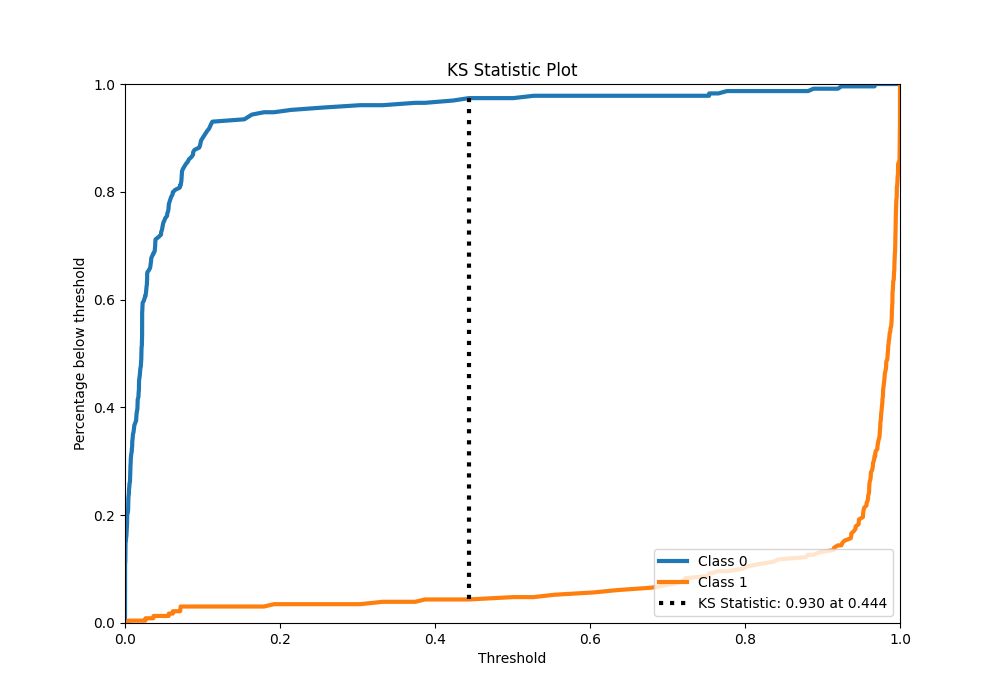 KS Statistic Plot
1.0
0.8
0.6
0.4
0.2
0.0
Percentage below threshold
0.0 0.2 0.4 0.6 0.8 1.0
Threshold
Class 0
Class 1
KS Statistic: 0.930 at 0.444